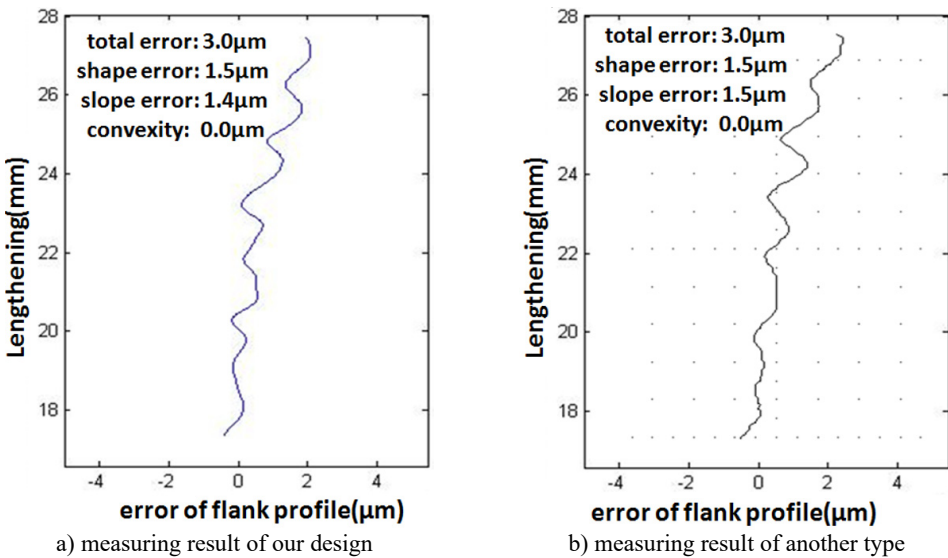 28
26
24
22
20
18
Lengthening(mm)
total error: 3.0μm
shape error: 1.5μm
slope error: 1.4μm
convexity: 0.0μm
-4 -2 0 2 4
error of flank profile(μm)
a) measuring result of our design
28
26
24
22
20
18
Lengthening(mm)
total error: 3.0μm
shape error: 1.5μm
slope error: 1.5μm
convexity: 0.0μm
-4 -2 0 2 4
error of flank profile(μm)
b) measuring result of another type